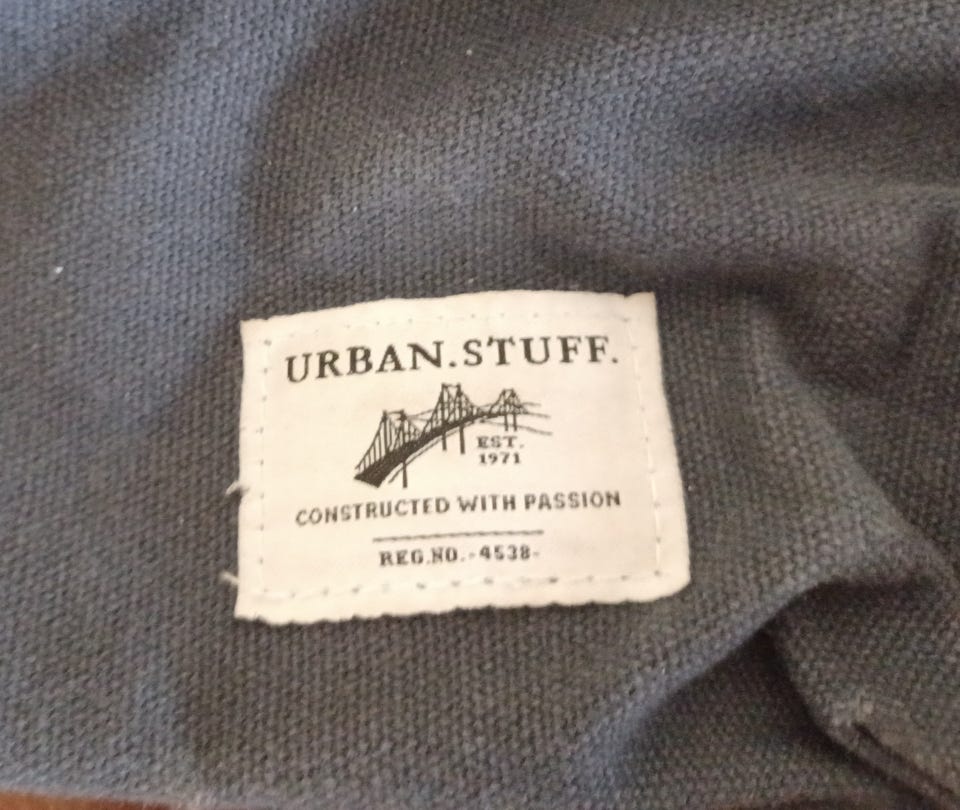 URBAN.STUFF.
EST.
1971
CONSTRUCTED WITH PASSION
REG.NO.-4538-